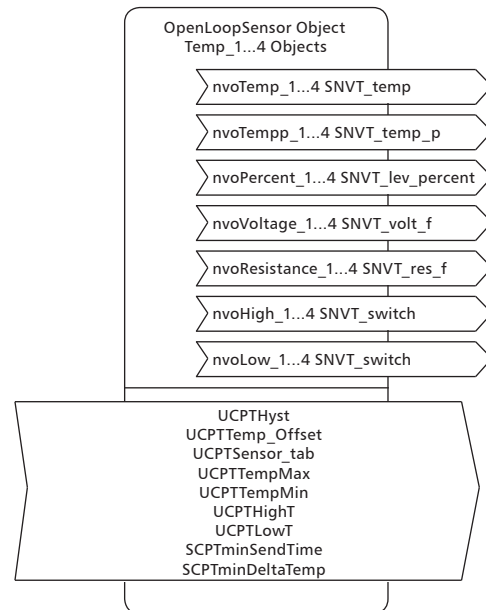 OpenLoopSensor Object
Temp_1...4 Objects
nvoTemp_1...4 SNVT_temp
nvoTempp_1...4 SNVT_temp_p
nvoPercent_1...4 SNVT_lev_percent
nvoVoltage_1...4 SNVT_volt_f
nvoResistance_1...4 SNVT_res_f
nvoHigh_1...4 SNVT_switch
nvoLow_1...4 SNVT_switch
UCPTHyst
UCPTTemp_Offset
UCPTSensor_tab
UCPTTempMax
UCPTTempMin
UCPTHighT
UCPTLowT
SCPTminSendTime
SCPTminDeltaTemp